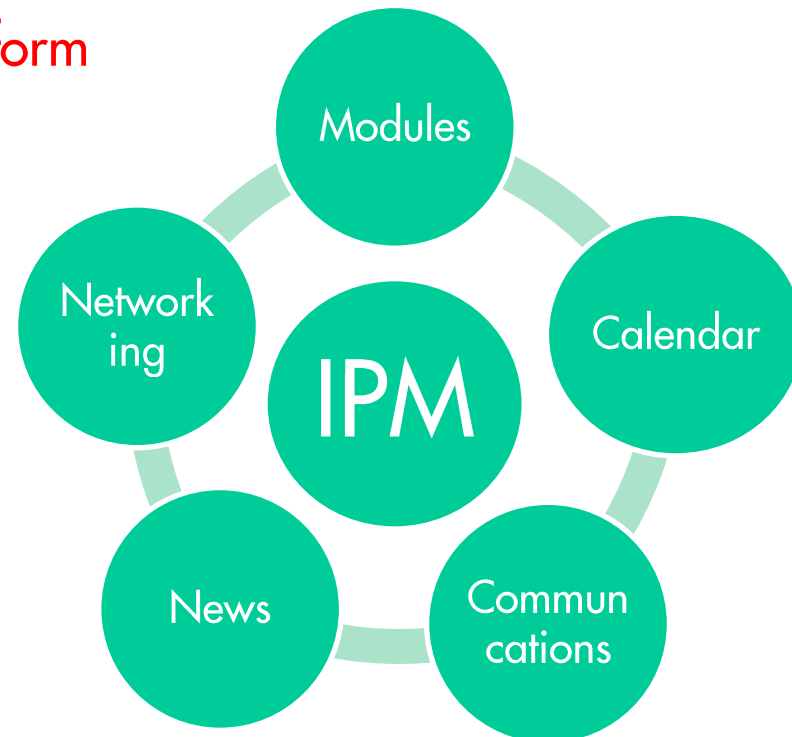 form
Modules
Network
ing
Calendar
IPM
News
Commun
cations